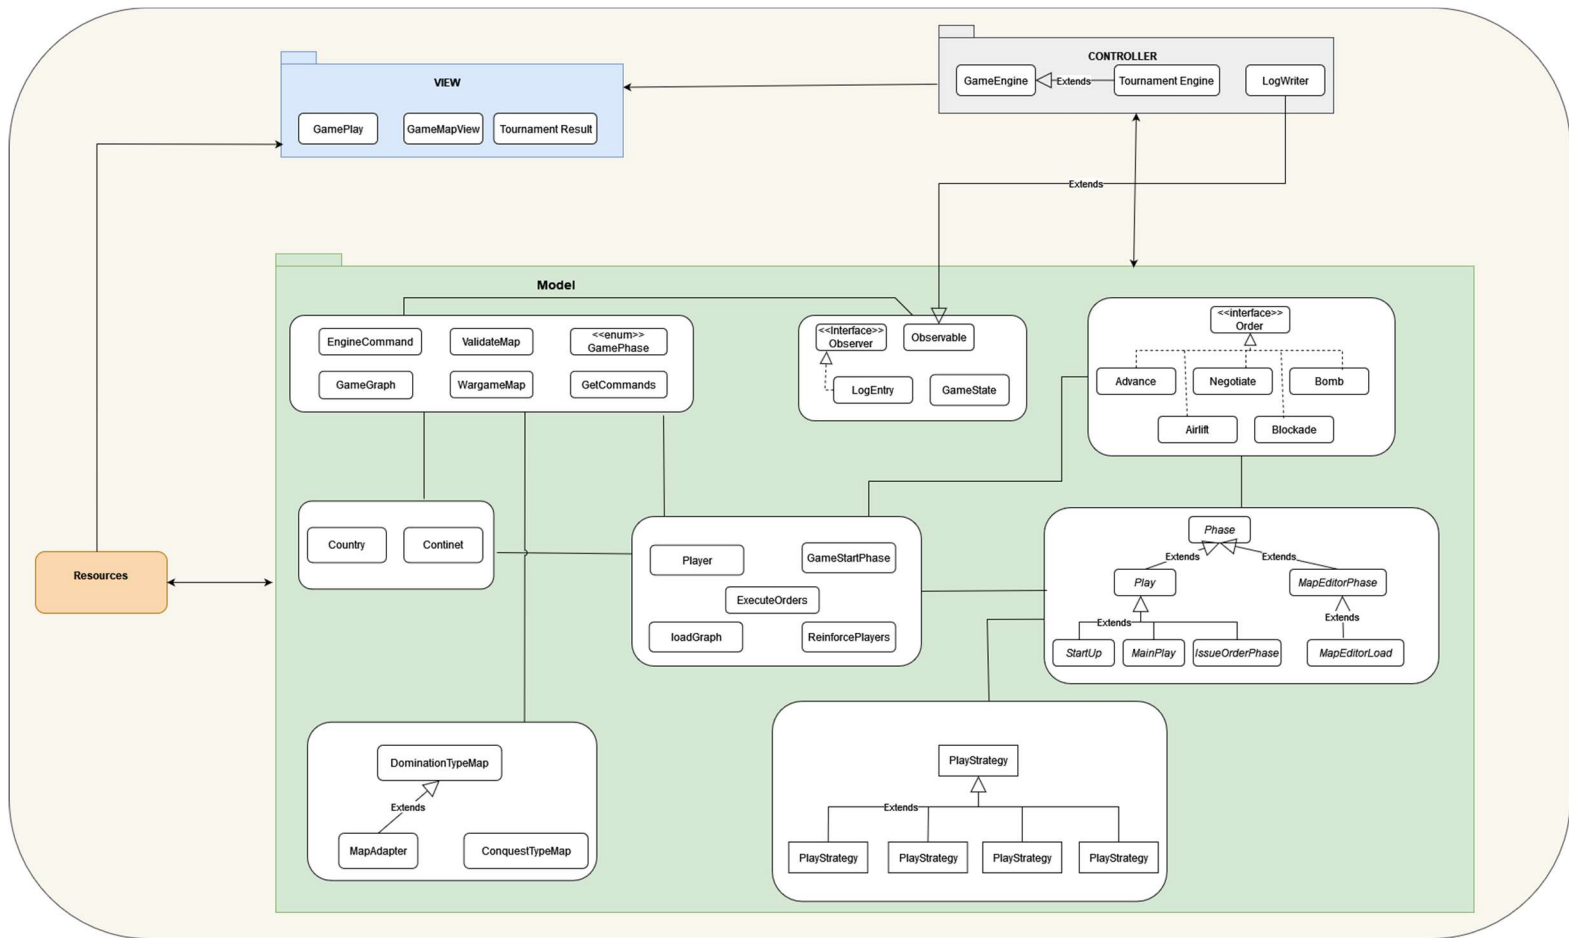 CONTROLLER
GameEngine
Extends
Tournament Engine
LogWriter
VIEW
GamePlay
GameMapView
Tournament Result
Extends
Model
EngineCommand
ValidateMap
<<enum>>
GamePhase
GameGraph
WargameMap
GetCommands
<<Interface>>
Observer
Observable
LogEntry
GameState
<<interface>>
Order
Advance
Negotiate
Bomb
Airlift
Blockade
Country
Continet
Player
GameStartPhase
ExecuteOrders
loadGraph
ReinforcePlayers
Phase
Extends
Extends
Play
MapEditorPhase
Extends
Extends
StartUp
MainPlay
IssueOrderPhase
MapEditorLoad
Resources
DominationTypeMap
Extends
MapAdapter
ConquestTypeMap
PlayStrategy
Extends
PlayStrategy
PlayStrategy
PlayStrategy
PlayStrategy